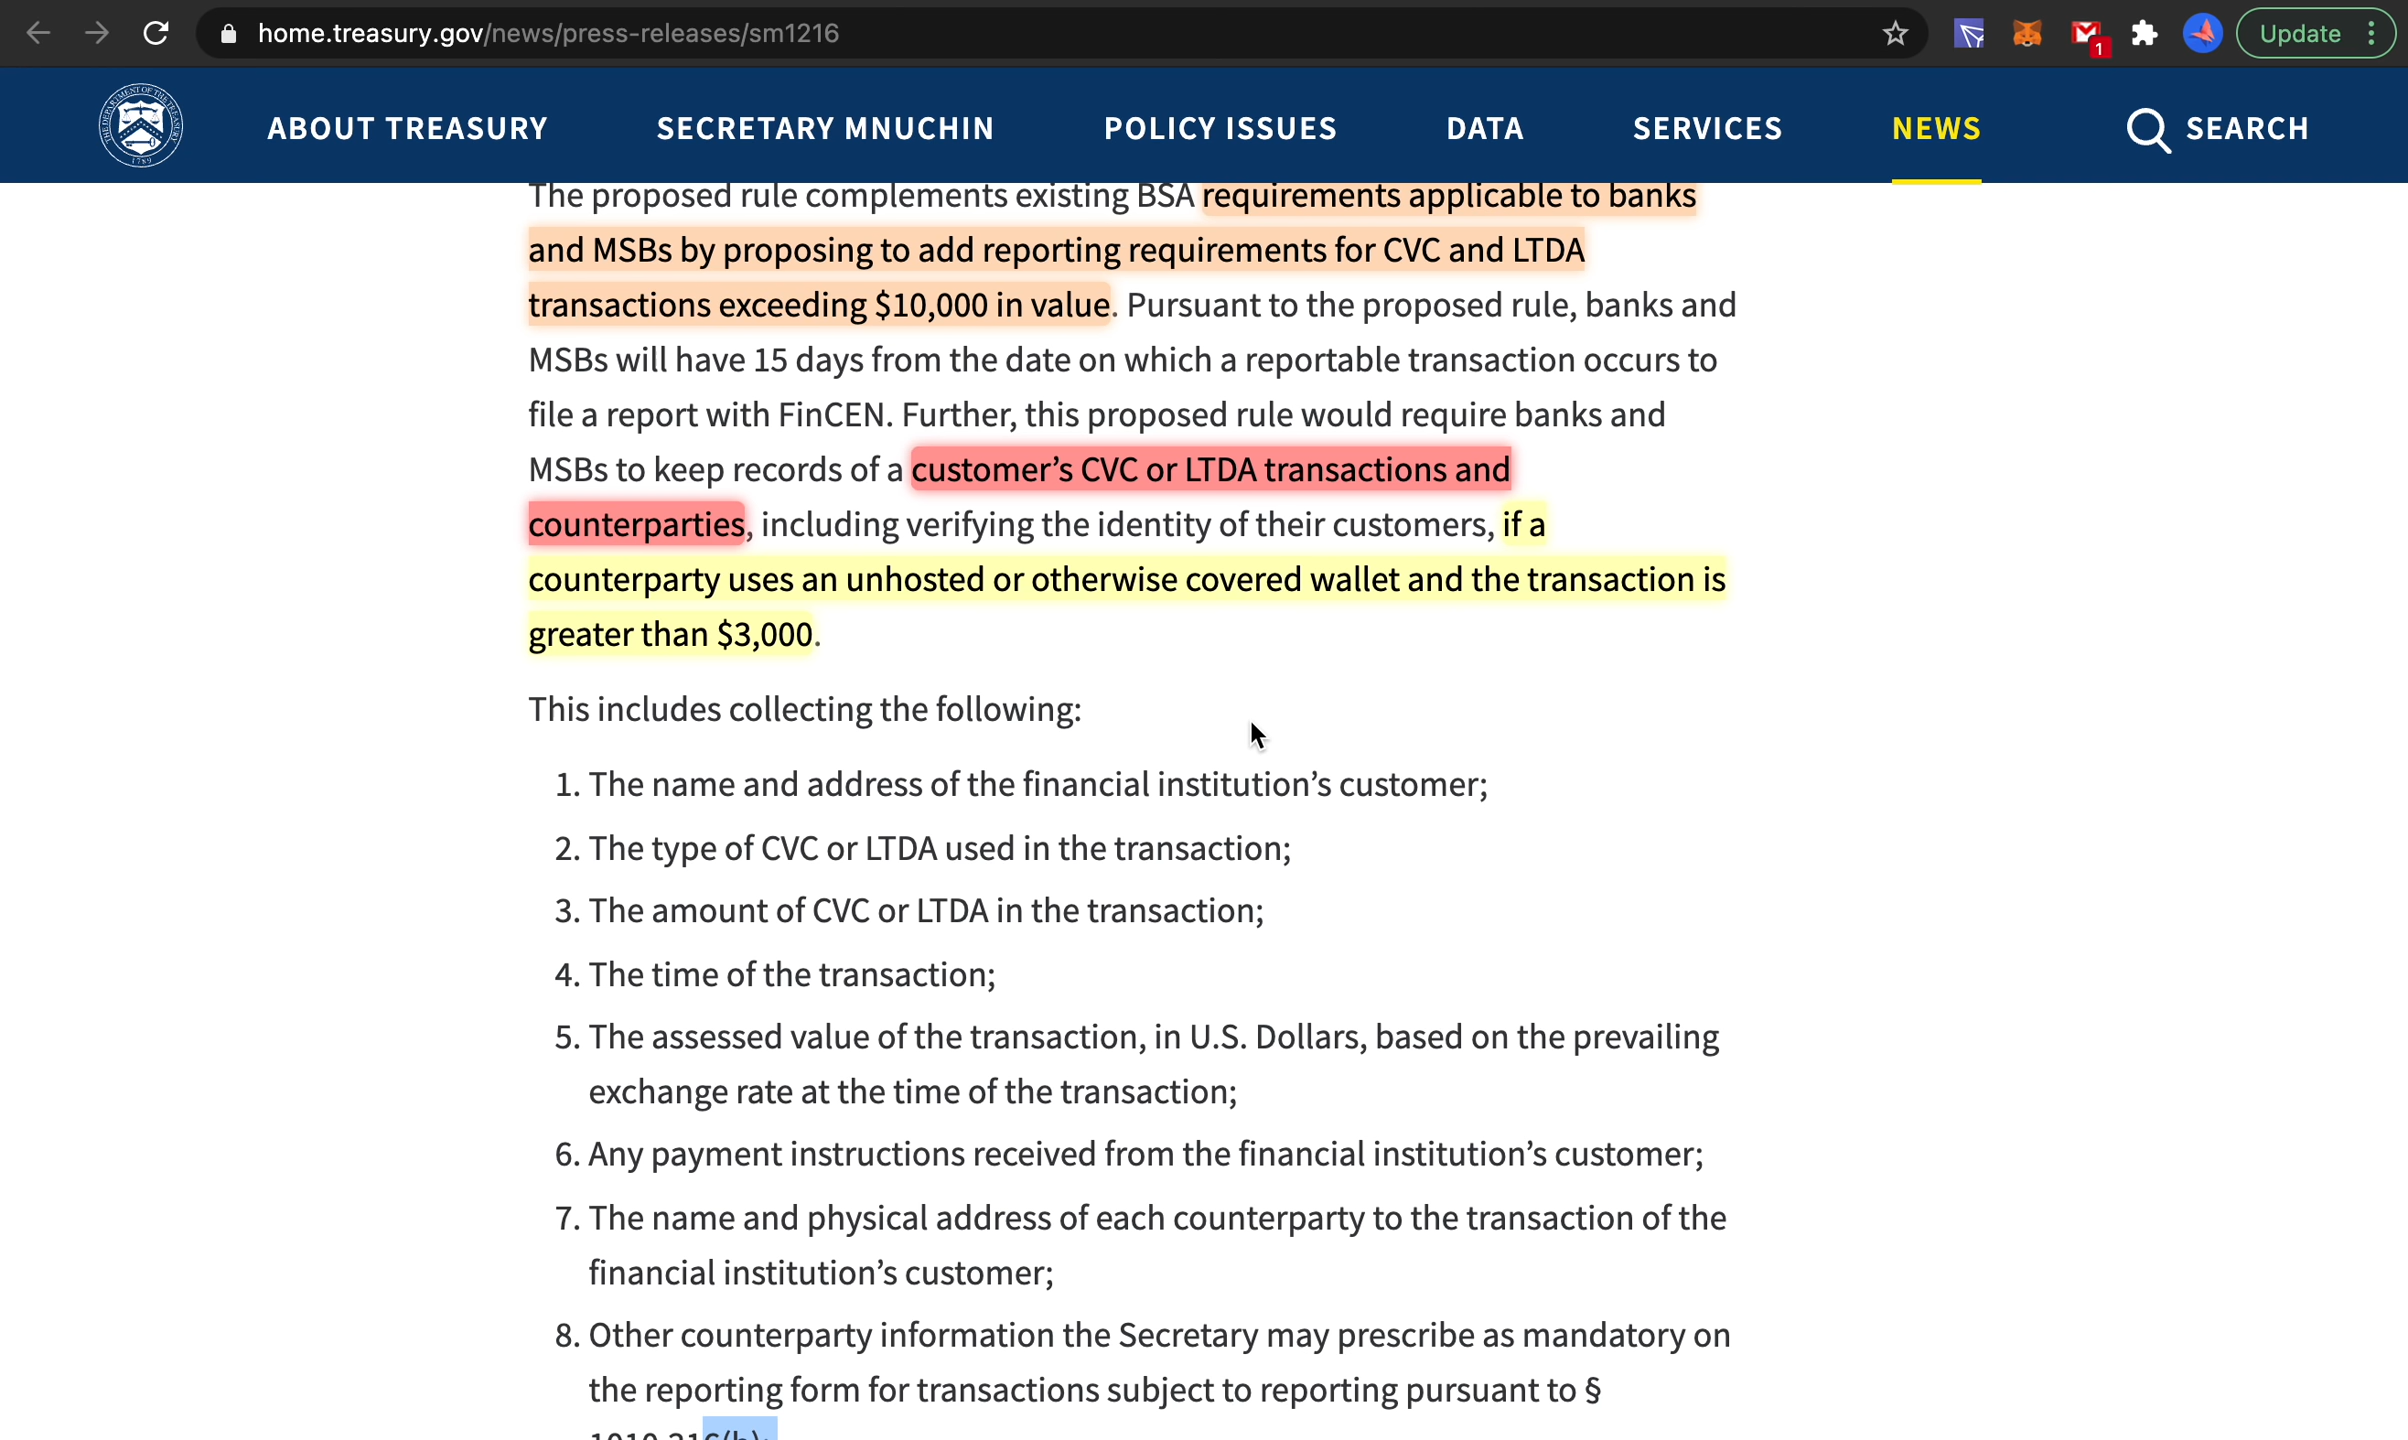 home.treasury.gov/news/press-releases/sm1216
1
Update
THE DEPARTMENT OF THE TREASURY
1789
ABOUT TREASURY
SECRETARY MNUCHIN
POLICY ISSUES
DATA
SERVICES
NEWS
SEARCH
The proposed rule complements existing BSA requirements applicable to banks
and MSBs by proposing to add reporting requirements for CVC and LTDA
transactions exceeding $10,000 in value. Pursuant to the proposed rule, banks and
MSBs will have 15 days from the date on which a reportable transaction occurs to
file a report with FinCEN. Further, this proposed rule would require banks and
MSBs to keep records of a customer’s CVC or LTDA transactions and
counterparties, including verifying the identity of their customers, if a
counterparty uses an unhosted or otherwise covered wallet and the transaction is
greater than $3,000.
This includes collecting the following:
1. The name and address of the financial institution’s customer;
2. The type of CVC or LTDA used in the transaction;
3. The amount of CVC or LTDA in the transaction;
4. The time of the transaction;
5. The assessed value of the transaction, in U.S. Dollars, based on the prevailing
exchange rate at the time of the transaction;
6. Any payment instructions received from the financial institution’s customer;
7. The name and physical address of each counterparty to the transaction of the
financial institution’s customer;
8. Other counterparty information the Secretary may prescribe as mandatory on
the reporting form for transactions subject to reporting pursuant to §
1010.316(b);